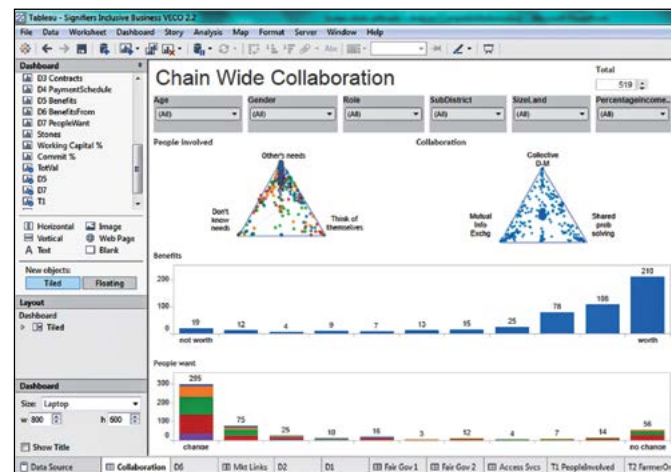 Tableau - Signifiers Inclusive Business VECO 2.2
File Data Worksheet Dashboard Story Analysis Map Format Server Window Help
Abc
Dashboard
D3 Contracts
D4 PaymentSchedule
D5 Benefits
D6 BenefitsFrom
D7 PeopleWant
Stones
Working Capital %
Commit %
TotVal
D5
D7
T1
Horizontal Image
Vertical Web Page
A Text Blank
New objects:
Tiled Floating
Layout
Dashboard
Tiled
Dashboard
Size: Laptop
w 800 h 600
Show Title
Chain Wide Collaboration
Total
519
Age Gender Role SubDistrict SizeLand PercentageIncome..
(All) (All) (All) (All) (All) (All)
People Involved
Other's needs
Don't know needs
Think of themselves
Collaboration
Collective D-M
Mutual Info Exchg
Shared prob solving
Benefits
200
100
0
19 12 4 9 7 13 15 25 78 210
not worth worth
People want
300
200
100
0
295 75 25 10 16 3 12 4 7 14 56
change no change
Data Source Collaboration D6 Mkt Links D2 D1 Fair Gov 1 Fair Gov 2 Access Svcs T1 PeopleInvolved